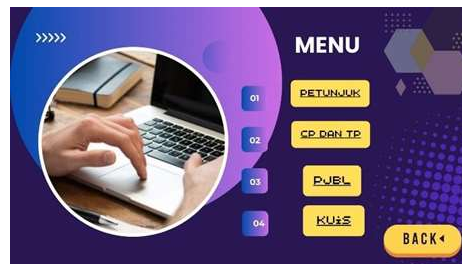 >>>>>
MENU
01 PETUNJUK
02 CP DAN TP
03 PJBL
04 KUiS
BACK